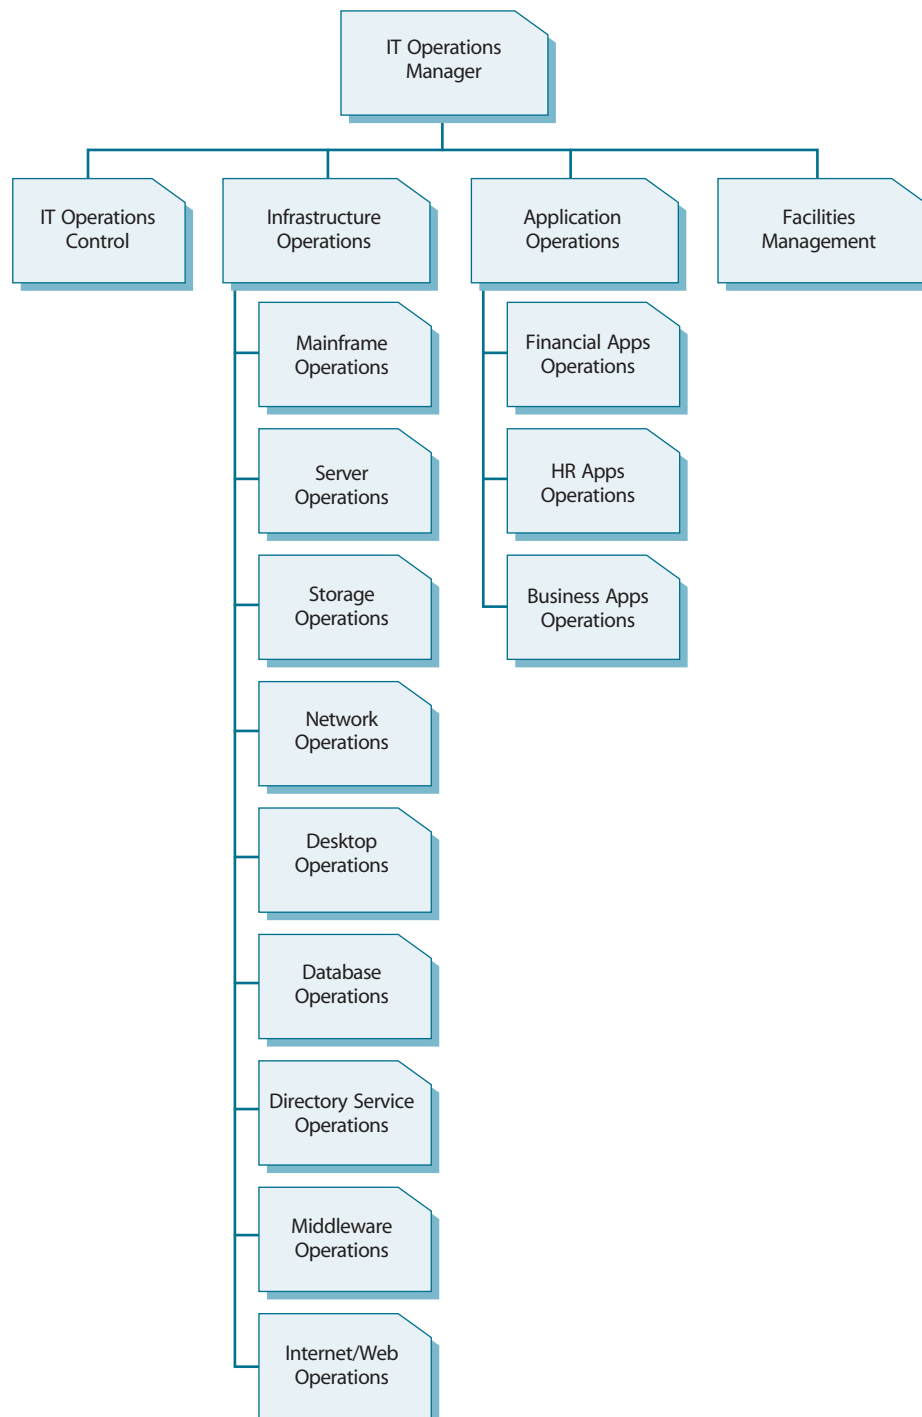 IT Operations
Manager
IT Operations
Control
Infrastructure
Operations
Application
Operations
Facilities
Management
Mainframe
Operations
Server
Operations
Storage
Operations
Network
Operations
Desktop
Operations
Database
Operations
Directory Service
Operations
Middleware
Operations
Internet/Web
Operations
Financial Apps
Operations
HR Apps
Operations
Business Apps
Operations